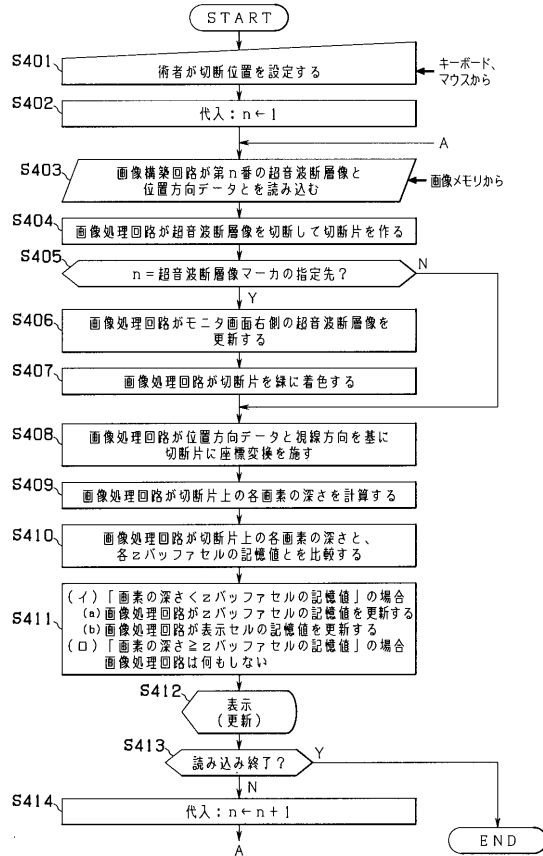 START
S401
術者が切断位置を設定する
キーボード、
マウスから
S402
代入:n←1
A
S403
画像構築回路が第n番の超音波断層像と
位置方向データとを読み込む
画像メモリから
S404
画像処理回路が超音波断層像を切断して切断片を作る
S405
n=超音波断層像マーカの指定先?
N
Y
S406
画像処理回路がモニタ画面右側の超音波断層像を
更新する
S407
画像処理回路が切断片を緑に着色する
S408
画像処理回路が位置方向データと視線方向を基に
切断片に座標変換を施す
S409
画像処理回路が切断片上の各画素の深さを計算する
S410
画像処理回路が切断片上の各画素の深さと、
各zバッファセルの記憶値とを比較する
S411
(イ)「画素の深さ<zバッファセルの記憶値」の場合
(a)画像処理回路がzバッファセルの記憶値を更新する
(b)画像処理回路が表示セルの記憶値を更新する
(ロ)「画素の深さ≧zバッファセルの記憶値」の場合
画像処理回路は何もしない
S412
表示
(更新)
S413
読み込み終了?
Y
N
S414
代入:n←n+1
A
END